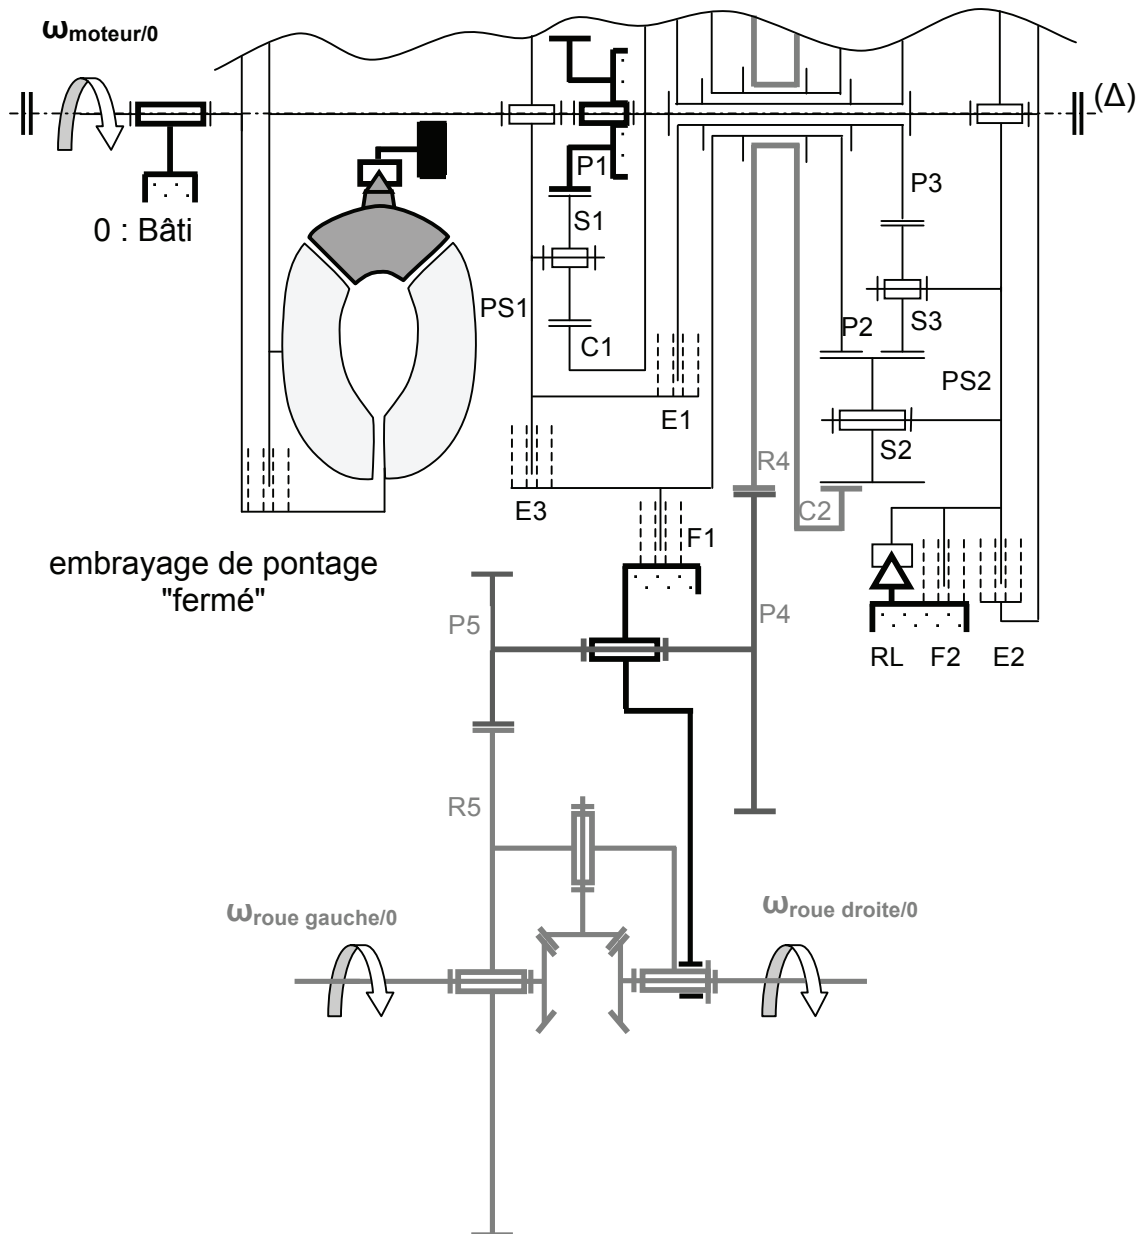 ωmoteur/0
(Δ)
P1
P3
0 : Bâti
S1
PS1
S3
P2
C1
PS2
E1
S2
R4
C2
E3
F1
embrayage de pontage
"fermé"
P5
P4
RL F2 E2
R5
ωroue gauche/0
ωroue droite/0